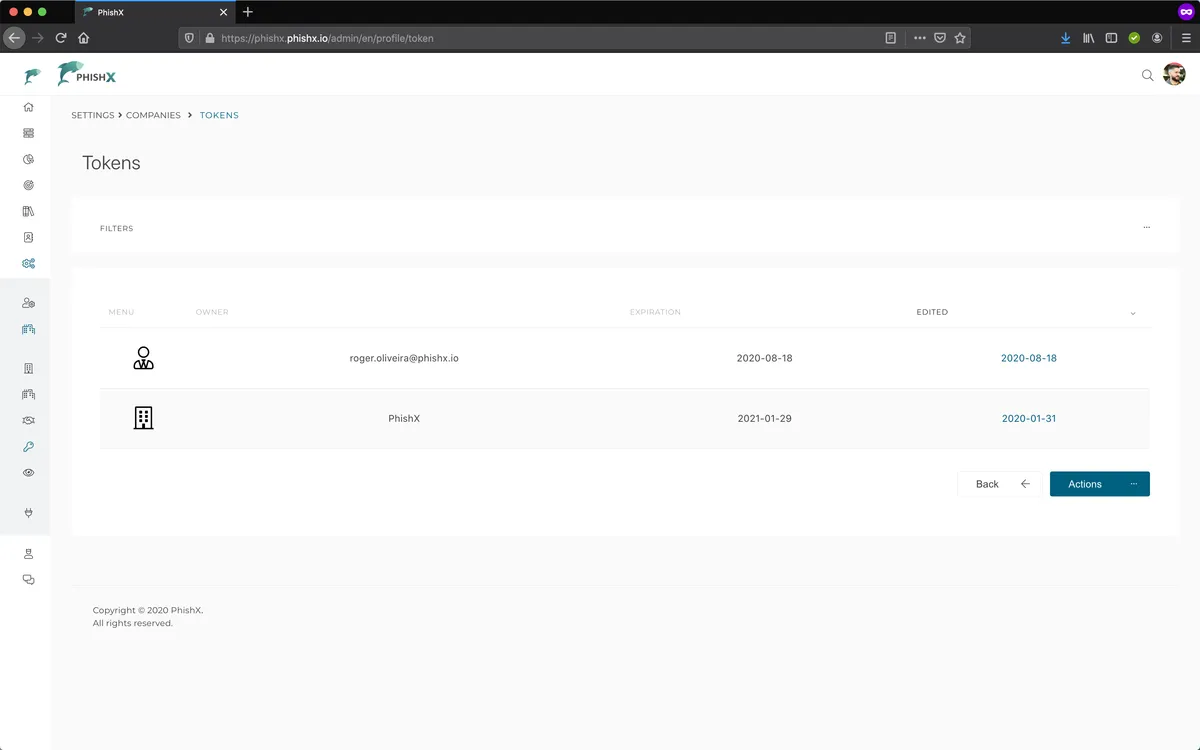 PhishX
https://phishx.phishx.io/admin/en/profile/token
PHISHX
SETTINGS > COMPANIES > TOKENS
Tokens
FILTERS
MENU OWNER EXPIRATION EDITED
roger.oliveira@phishx.io 2020-08-18 2020-08-18
PhishX 2021-01-29 2020-01-31
Back Actions
Copyright © 2020 PhishX.
All rights reserved.